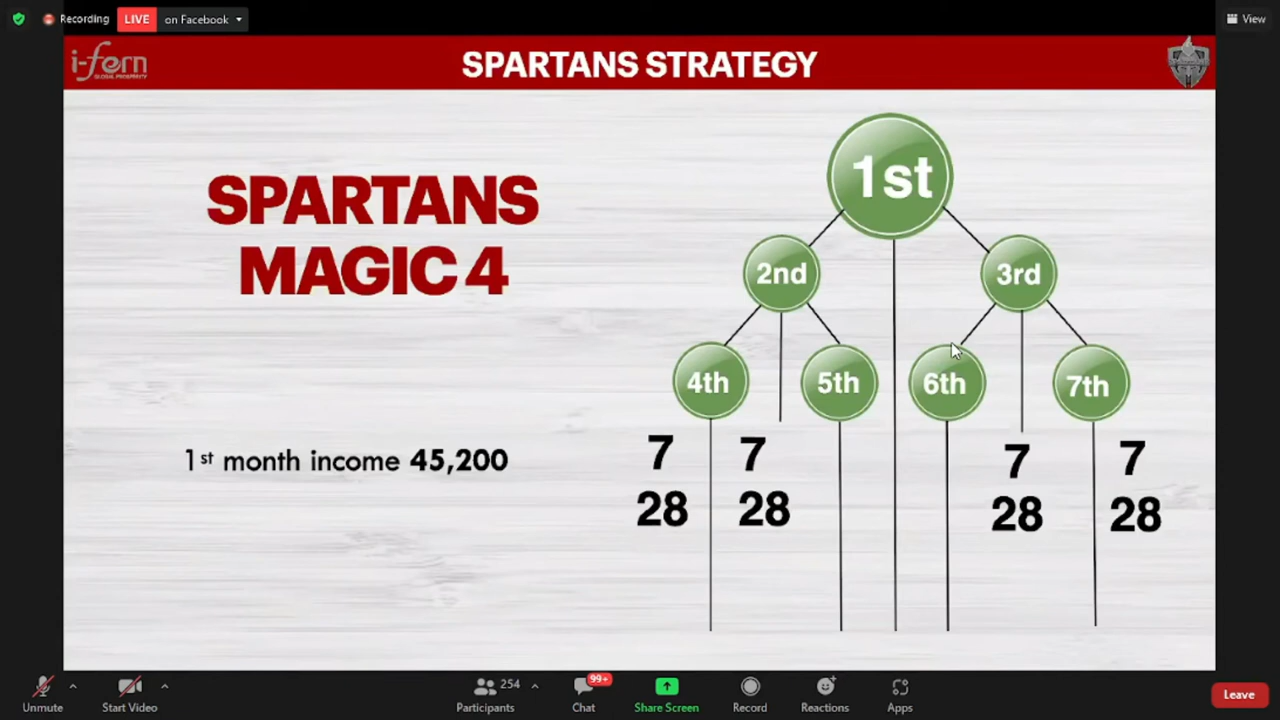 Recording
LIVE
on Facebook
View
i-fern
GLOBAL PROSPERITY
SPARTANS STRATEGY
SPARTANS
MAGIC 4
1st month income 45,200
1st
2nd
3rd
4th
5th
6th
7th
7
7
7
7
28
28
28
28
Unmute
Start Video
254
Participants
99+
Chat
Share Screen
Record
Reactions
Apps
Leave